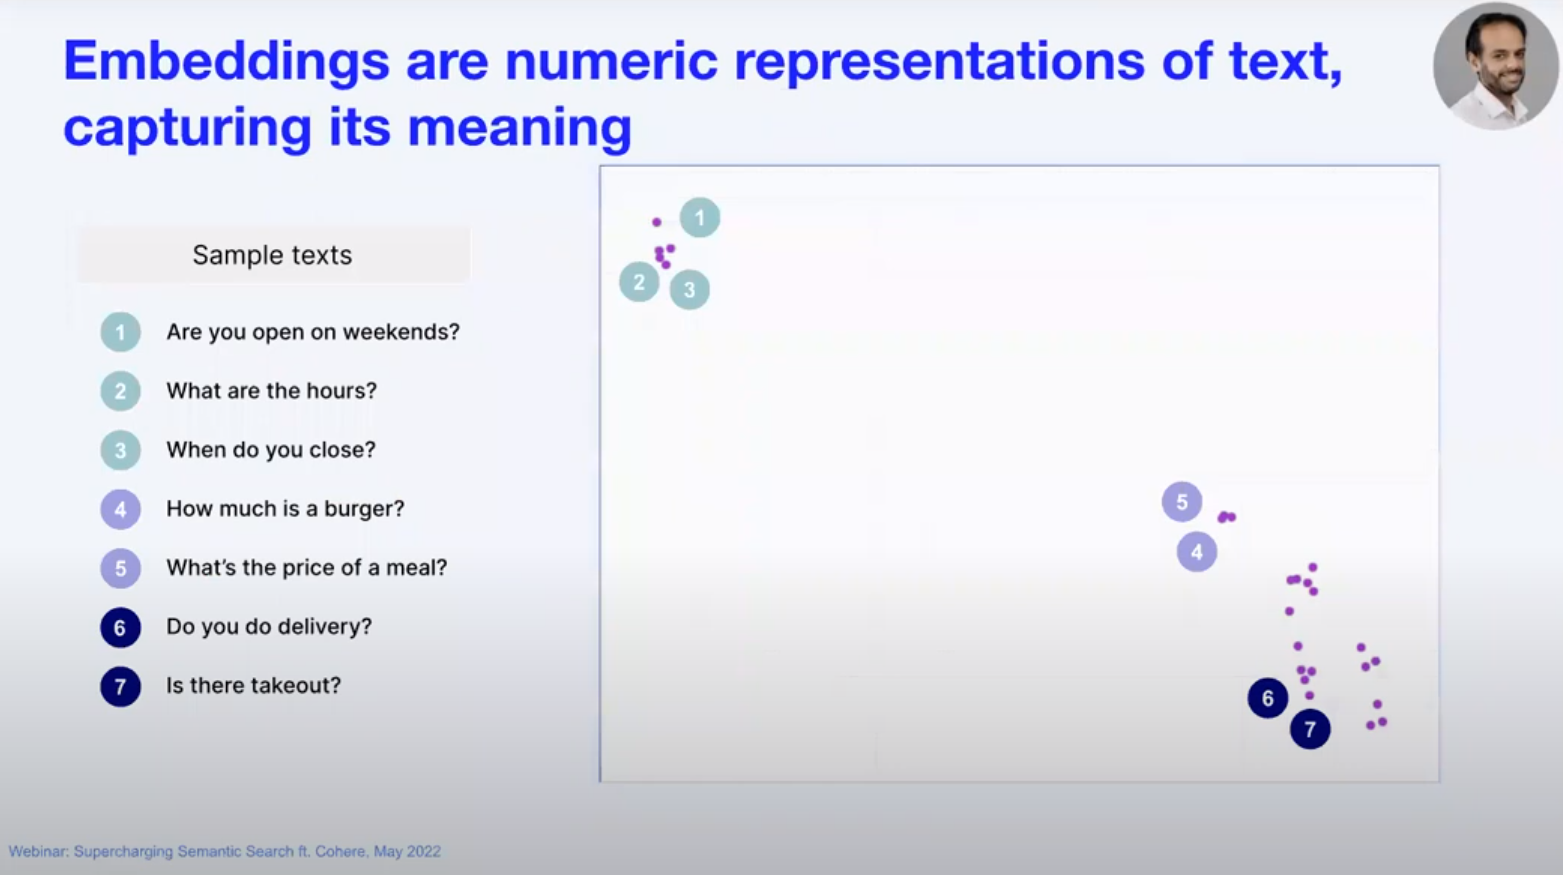 Embeddings are numeric representations of text,
capturing its meaning
Sample texts
1 Are you open on weekends?
2 What are the hours?
3 When do you close?
4 How much is a burger?
5 What's the price of a meal?
6 Do you do delivery?
7 Is there takeout?
1
2 3
5
4
6
7
Webinar: Supercharging Semantic Search ft. Cohere, May 2022